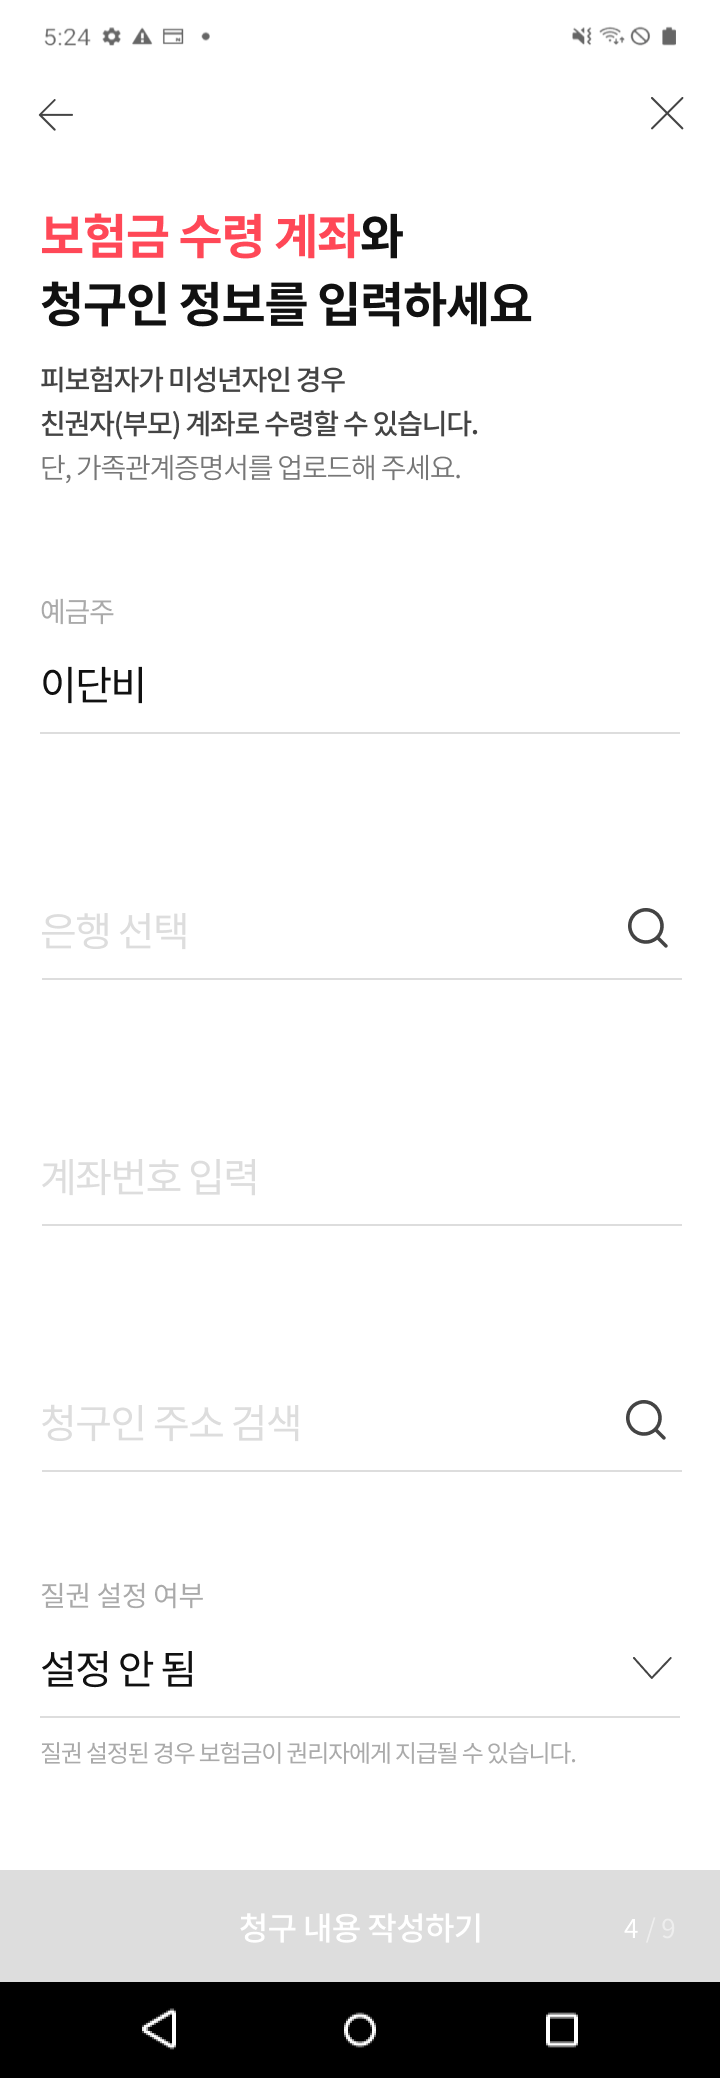 5:24
보험금 수령 계좌와
청구인 정보를 입력하세요
피보험자가 미성년자인 경우
친권자(부모) 계좌로 수령할 수 있습니다.
단, 가족관계증명서를 업로드해 주세요.
예금주
이단비
은행 선택
계좌번호 입력
청구인 주소 검색
질권 설정 여부
설정 안 됨
질권 설정된 경우 보험금이 권리자에게 지급될 수 있습니다.
청구 내용 작성하기 4 / 9